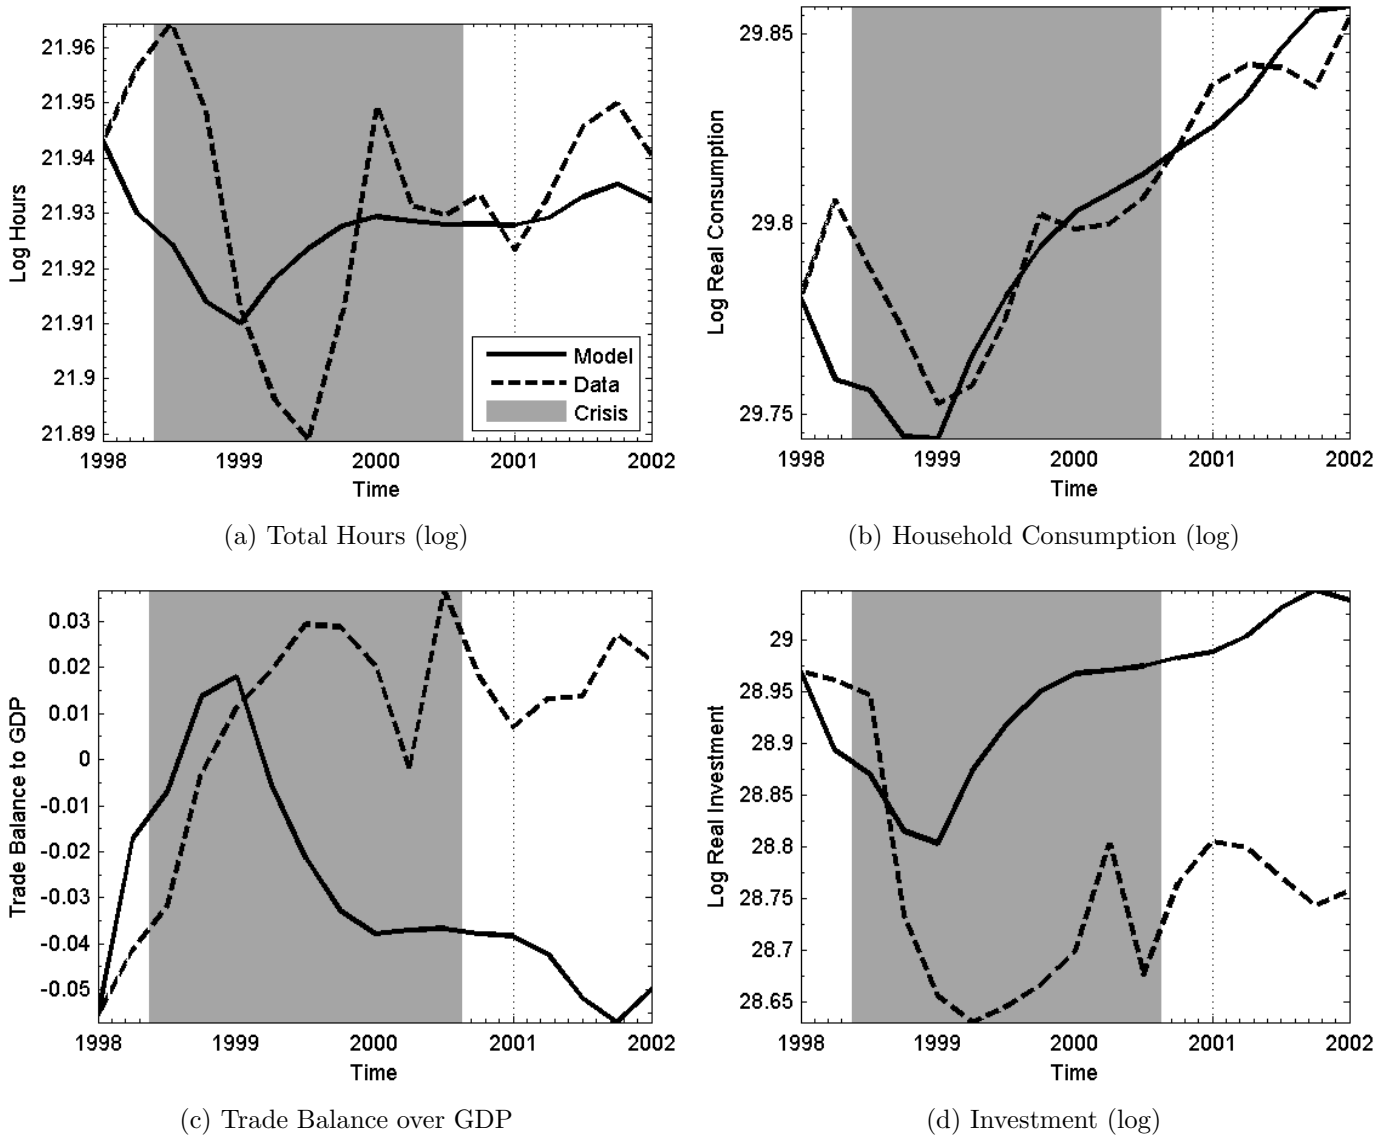 21.96
21.95
21.94
21.93
21.92
21.91
21.9
21.89
Log Hours
Model
Data
Crisis
1998 1999 2000 2001 2002
Time
(a) Total Hours (log)
29.85
29.8
29.75
Log Real Consumption
1998 1999 2000 2001 2002
Time
(b) Household Consumption (log)
0.03
0.02
0.01
0
-0.01
-0.02
-0.03
-0.04
-0.05
Trade Balance to GDP
1998 1999 2000 2001 2002
Time
(c) Trade Balance over GDP
29
28.95
28.9
28.85
28.8
28.75
28.7
28.65
Log Real Investment
1998 1999 2000 2001 2002
Time
(d) Investment (log)